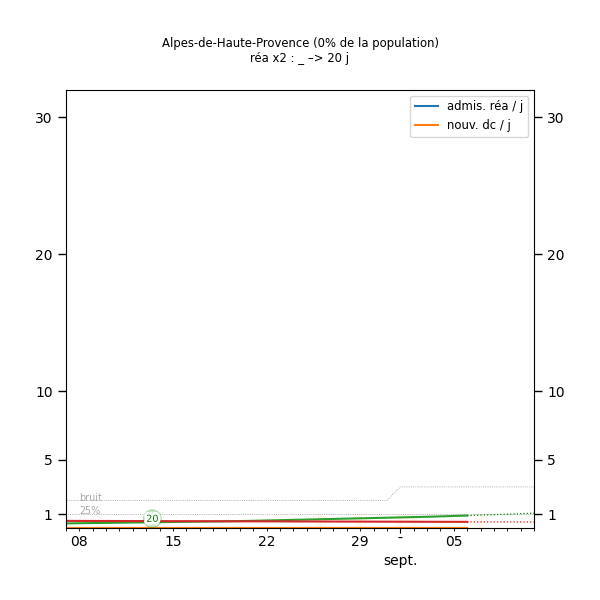 Alpes-de-Haute-Provence (0% de la population)
réa x2 : _ –> 20 j
admis. réa / j
nouv. dc / j
30 30
20 20
10 10
5 5
bruit
25%
1 20 1
08 15 22 29 - 05
sept.